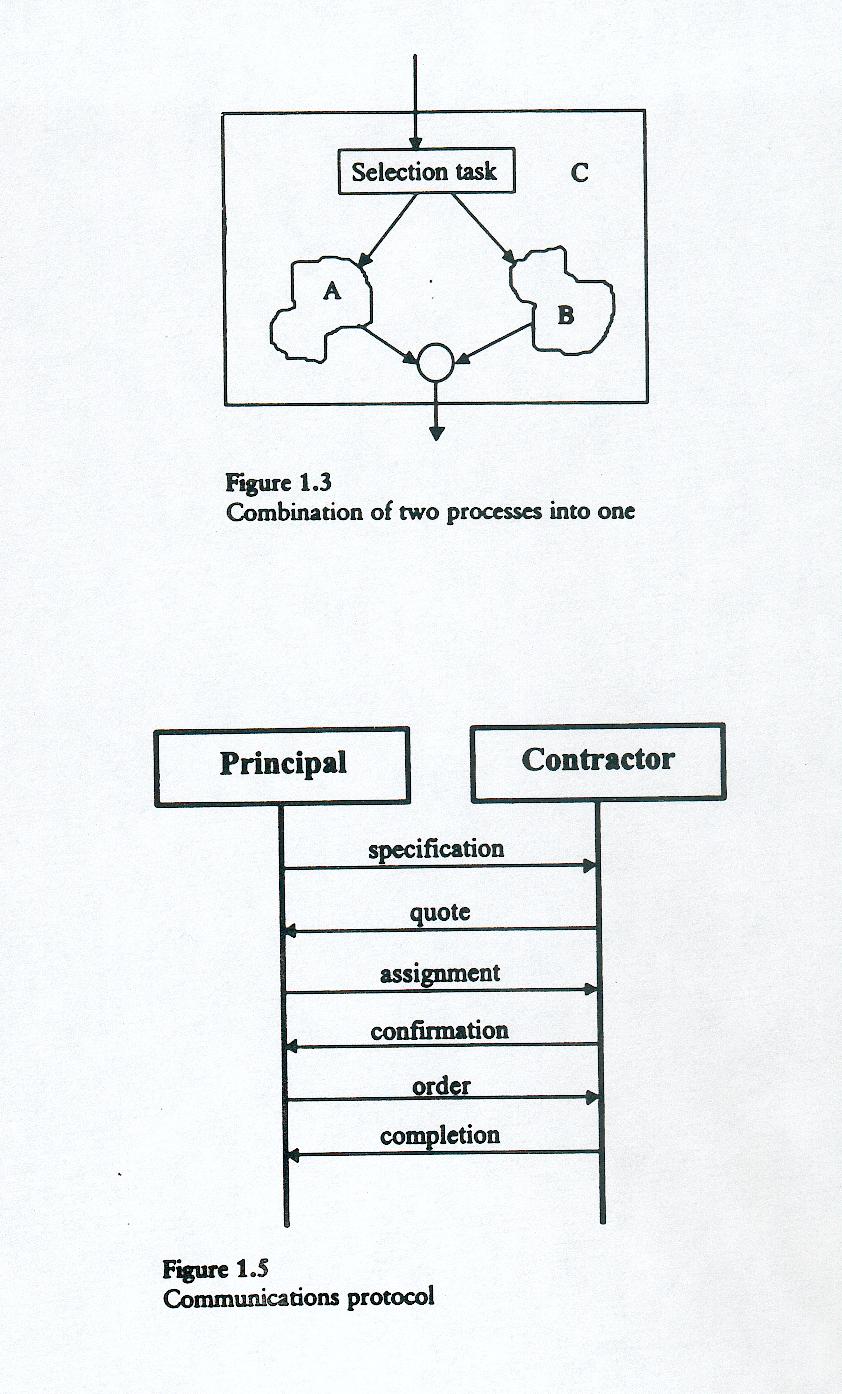 Selection task
C
A
B
Figure 1.3
Combination of two processes into one
Principal
Contractor
specification
quote
assignment
confirmation
order
completion
Figure 1.5
Communications protocol